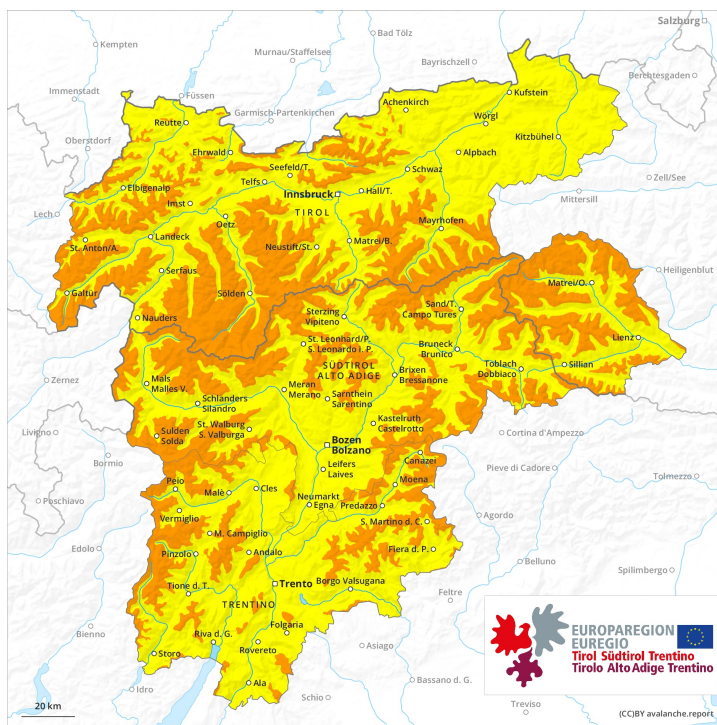 Salzburg
Kempten
Bad Tölz
Murnau/Staffelsee
Bayrischzell
Berchtesgaden
Immenstadt
Füssen
Kufstein
Achenkirch
Garmisch-Partenkirchen
Wörgl
Reutte
Oberstdorf
Kitzbühel
Ehrwald
Alpbach
Seefeld/T.
Schwaz
Telfs
Zell/See
Elbigenalp
Innsbruck
Hall/T.
Mittersill
Imst
Lech
TIROL
Oetz
Mayrhofen
Landeck
St. Anton/A.
Neustift/St.
Matrei/B.
Serfaus
Heiligenblut
Matrei/O.
Galtür
Sölden
Sand/T.
Campo Tures
Nauders
Sterzing
Vipiteno
Lienz
St. Leonhard/P.
S. Leonardo i. P.
Bruneck
Brunico
Toblach
Dobbiaco
Sillian
SÜDTIROL
ALTO ADIGE
Brixen
Bressanone
Zernez
Mals
Malles V.
Meran
Merano
Schlanders
Silandro
Sarnthein
Sarentino
St. Walburg
S. Valburga
Kastelruth
Castelrotto
Livigno
Sulden
Solda
Cortina d'Ampezzo
Bozen
Bolzano
Bormio
Leifers
Laives
Canazei
Pieve di Cadore
Tolmezzo
Peio
Moena
Poschiavo
Malè
Cles
Neumarkt
Egna
Predazzo
Vermiglio
Agordo
S. Martino d. C.
M. Campiglio
Edolo
Pinzolo
Andalo
Fiera d. P.
Belluno
Spilimbergo
Tione d. T.
Trento
Borgo Valsugana
Feltre
TRENTINO
Folgaria
Bienno
Riva d. G.
Rovereto
Asiago
Storo
Ala
Bassano d. G.
Idro
Schio
Treviso
EUROPAREGION
EUREGIO
Tirol Südtirol Trentino
Tirolo Alto Adige Trentino
20 km
(CC)BY avalanche.report